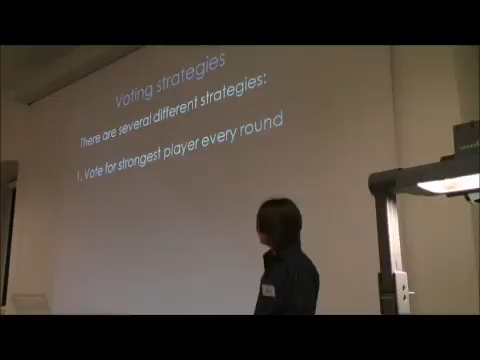 Voting strategies
There are several different strategies:
1. Vote for strongest player every round